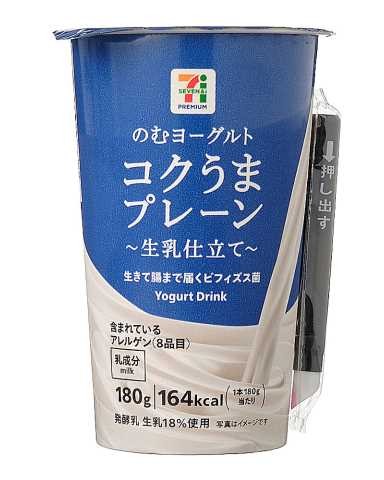 SEVEN&i
PREMIUM
のむヨーグルト
コクうま
プレーン
～生乳仕立て～
生きて腸まで届くビフィズス菌
Yogurt Drink
↓押し出す
含まれている
アレルゲン(8品目)
乳成分
milk
180g 164kcal (1本180g当たり)
発酵乳 生乳18%使用 写真はイメージです